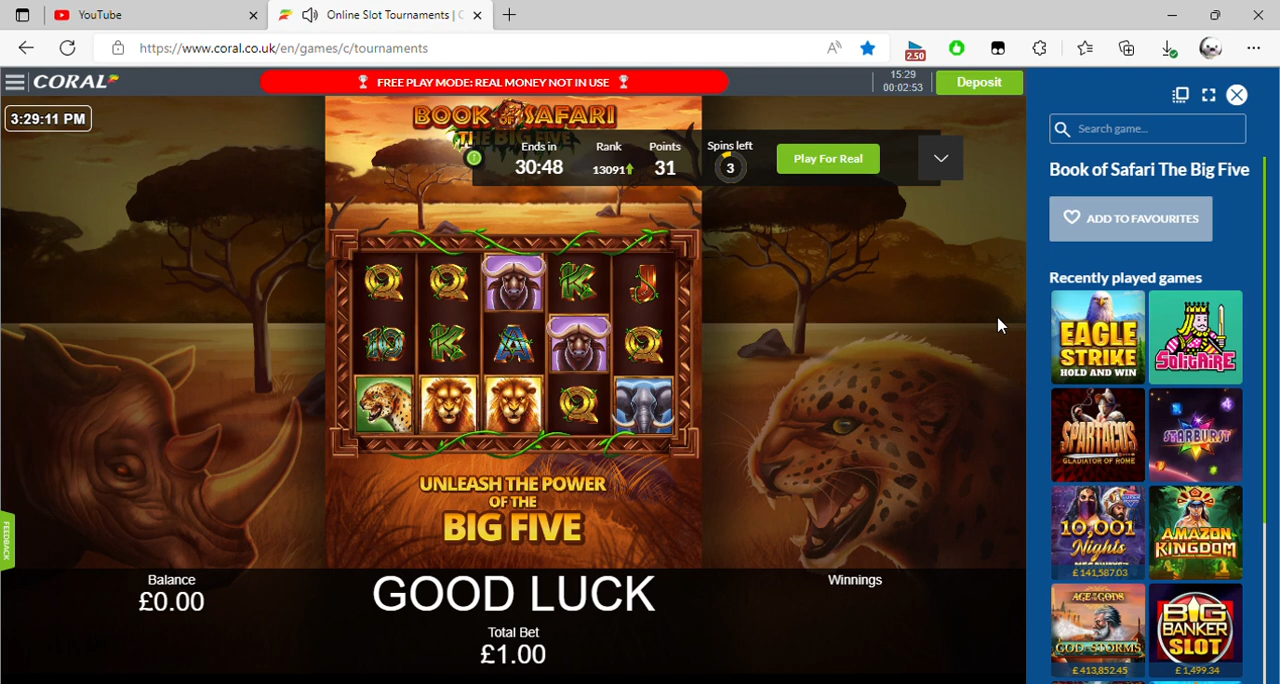 YouTube
Online Slot Tournaments | C
https://www.coral.co.uk/en/games/c/tournaments
2.50
CORAL
FREE PLAY MODE: REAL MONEY NOT IN USE
15:29
00:02:53
Deposit
3:29:11 PM
BOOK OF SAFARI
THE BIG FIVE
Ends in
30:48
Rank
13091
Points
31
Spins left
3
Play For Real
Search game...
Book of Safari The Big Five
ADD TO FAVOURITES
Recently played games
Q Q K J
10 K A Q
Q
EAGLE
STRIKE
HOLD AND WIN
SOLITAIRE
SPARTACUS
GLADIATOR OF ROME
STARBURST
10,001
Nights
MEGAWAYS
£141,587.03
AMAZON
KINGDOM
AGE OF THE GODS
GOD OF STORMS
£413,852.45
BIG
BANKER
SLOT
£1,499.34
UNLEASH THE POWER
OF THE
BIG FIVE
FEEDBACK
Balance
£0.00
GOOD LUCK
Total Bet
£1.00
Winnings